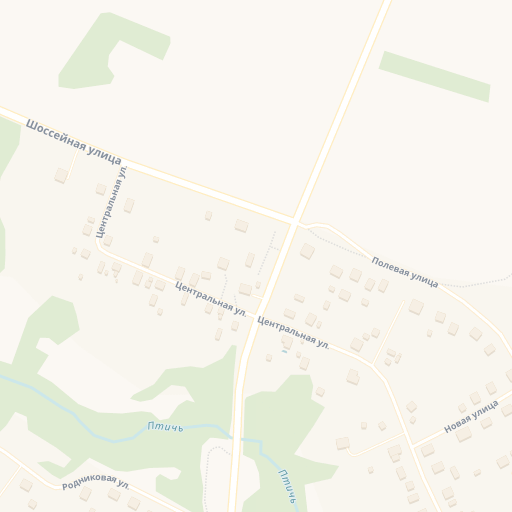 Шоссейная улица
Центральная ул.
Полевая улица
Центральная ул.
Центральная ул.
Новая улица
Птичь
Птичь
Родниковая ул.